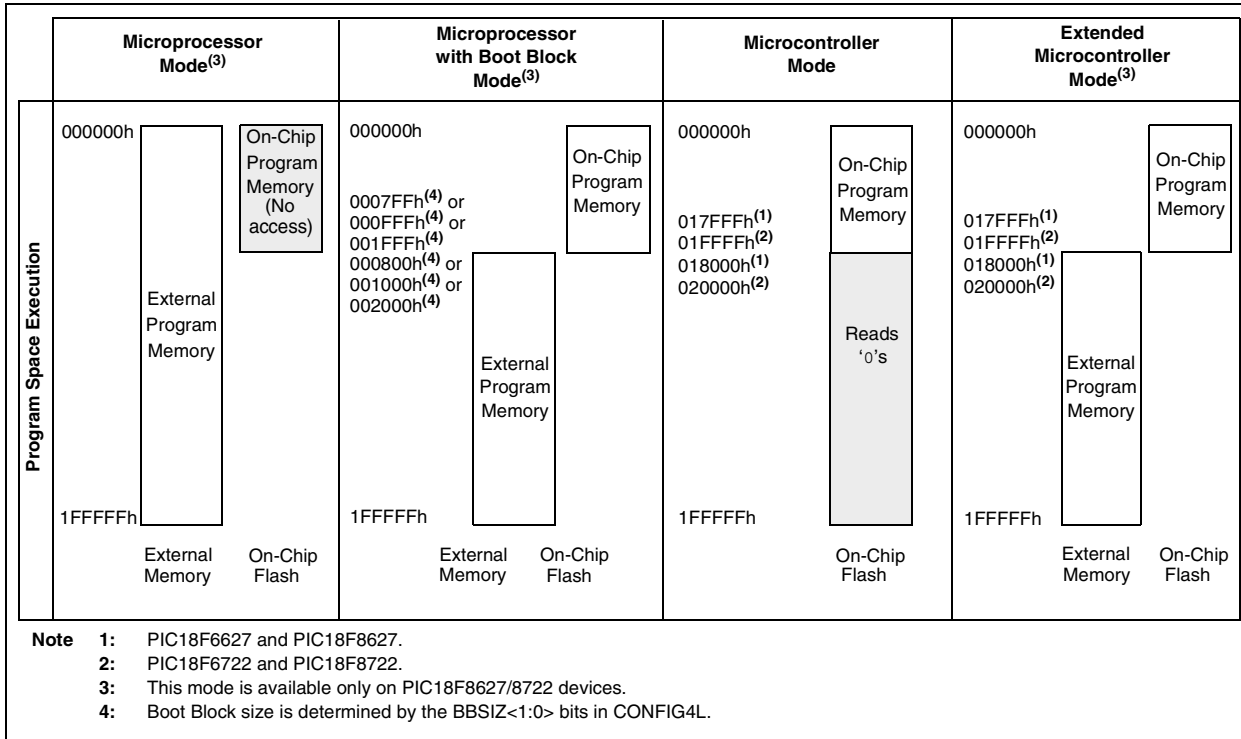 Microprocessor
Mode(3)
Microprocessor
with Boot Block
Mode(3)
Microcontroller
Mode
Extended
Microcontroller
Mode(3)
Program Space Execution
000000h
External
Program
Memory
1FFFFFh
On-Chip
Program
Memory
(No
access)
External
Memory
On-Chip
Flash
000000h
0007FFh(4) or
000FFFh(4) or
001FFFh(4)
000800h(4) or
001000h(4) or
002000h(4)
1FFFFFh
On-Chip
Program
Memory
External
Program
Memory
External
Memory
On-Chip
Flash
000000h
017FFFh(1)
01FFFFh(2)
018000h(1)
020000h(2)
1FFFFFh
On-Chip
Program
Memory
Reads
‘0’s
On-Chip
Flash
000000h
017FFFh(1)
01FFFFh(2)
018000h(1)
020000h(2)
1FFFFFh
On-Chip
Program
Memory
External
Program
Memory
External
Memory
On-Chip
Flash
Note 1: PIC18F6627 and PIC18F8627.
2: PIC18F6722 and PIC18F8722.
3: This mode is available only on PIC18F8627/8722 devices.
4: Boot Block size is determined by the BBSIZ<1:0> bits in CONFIG4L.